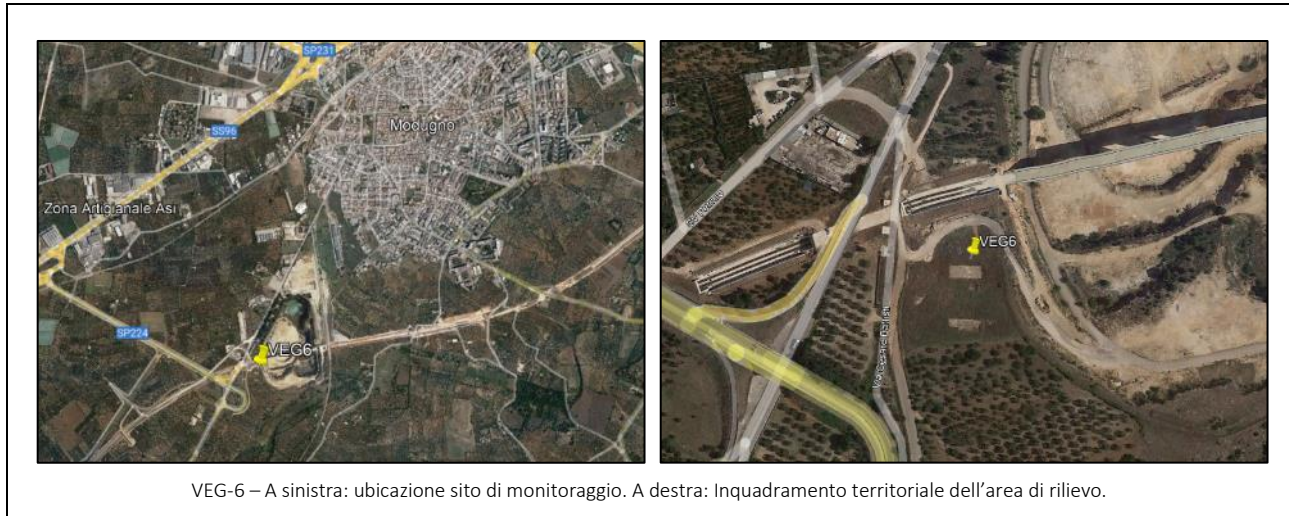 SP231
Modugno
SS96
Zona Artigianale Asi
SP224
VEG6
VEG6
VEG-6 – A sinistra: ubicazione sito di monitoraggio. A destra: Inquadramento territoriale dell’area di rilievo.